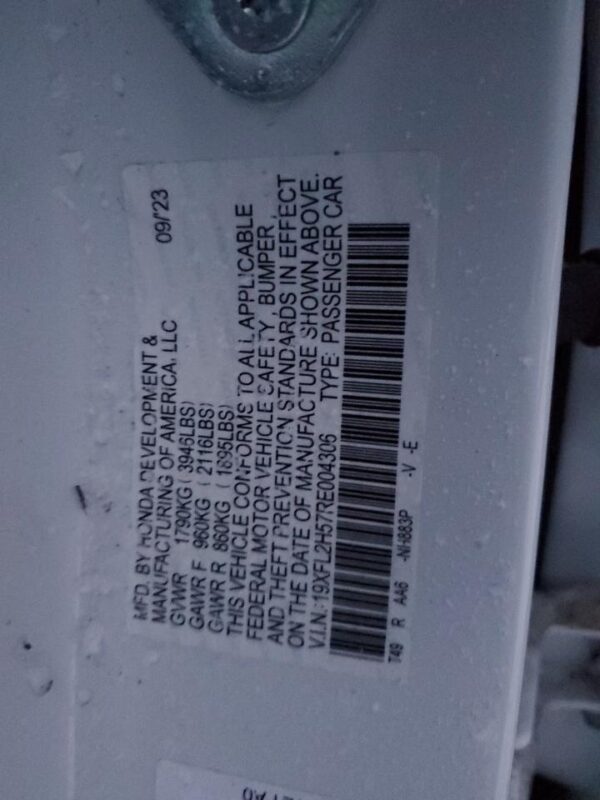 MFD. BY HONDA DEVELOPMENT &
MANUFACTURING OF AMERICA, LLC 09/'23
GVWR 1790KG ( 3946LBS)
GAWR F 960KG ( 2116LBS)
GAWR R 860KG ( 1896LBS)
THIS VEHICLE CONFORMS TO ALL APPLICABLE
FEDERAL MOTOR VEHICLE SAFETY, BUMPER,
AND THEFT PREVENTION STANDARDS IN EFFECT
ON THE DATE OF MANUFACTURE SHOWN ABOVE.
V.I.N.: 19XFL2H57RE004306 TYPE: PASSENGER CAR
T49 R AA6 -NH883P -V -E